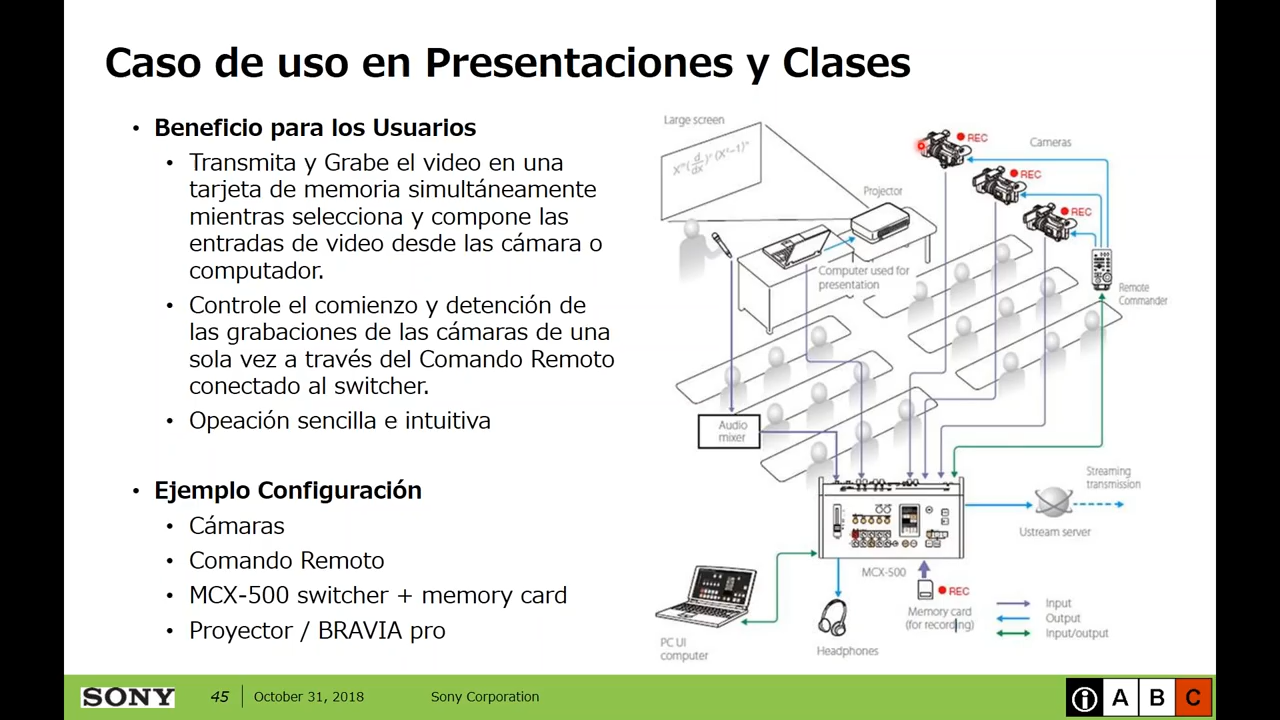 Caso de uso en Presentaciones y Clases
• Beneficio para los Usuarios
• Transmita y Grabe el video en una
tarjeta de memoria simultáneamente
mientras selecciona y compone las
entradas de video desde las cámara o
computador.
• Controle el comienzo y detención de
las grabaciones de las cámaras de una
sola vez a través del Comando Remoto
conectado al switcher.
• Opeación sencilla e intuitiva
• Ejemplo Configuración
• Cámaras
• Comando Remoto
• MCX-500 switcher + memory card
• Proyector / BRAVIA pro
Large screen
REC
Cameras
REC
REC
Projector
Computer used for
presentation
Remote
Commander
Audio
mixer
Streaming
transmission
Ustream server
MCX-500
REC
Memory card
(for recording)
PC UI
computer
Headphones
Input
Output
Input/output
SONY
45
October 31, 2018
Sony Corporation
i A B C